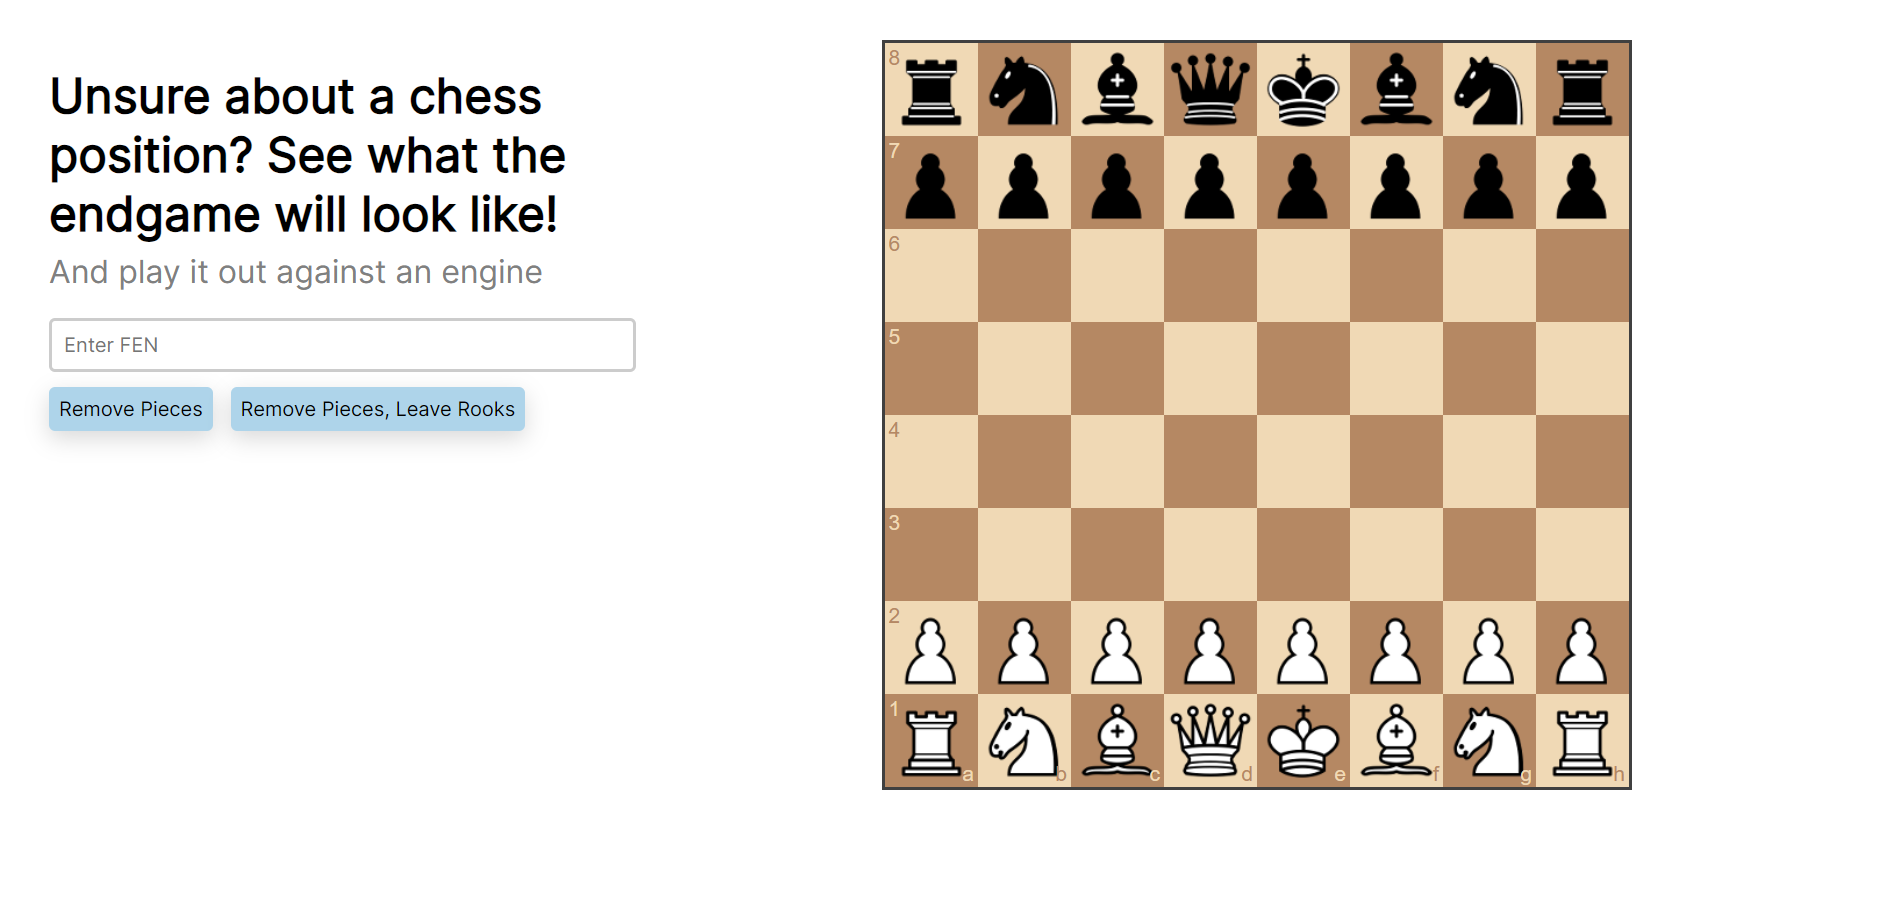 Unsure about a chess
position? See what the
endgame will look like!
And play it out against an engine
Enter FEN
Remove Pieces
Remove Pieces, Leave Rooks
8
7
6
5
4
3
2
1
a b c d e f g h